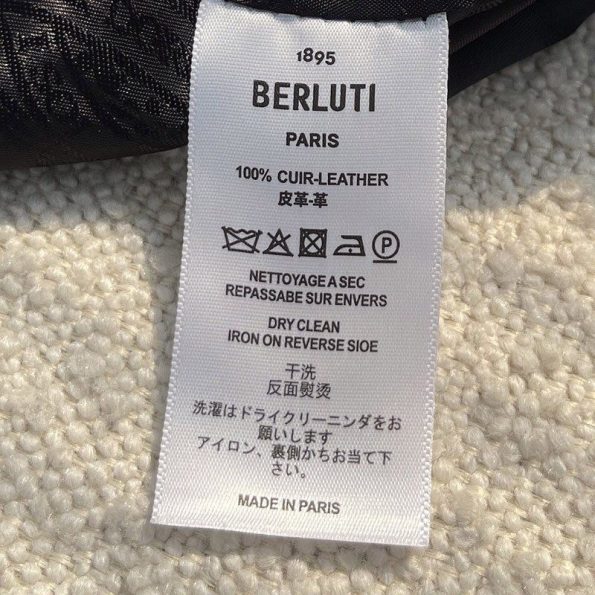 1895
BERLUTI
PARIS
100% CUIR-LEATHER
皮革-革
P
NETTOYAGE A SEC
REPASSABE SUR ENVERS
DRY CLEAN
IRON ON REVERSE SIOE
干洗
反面熨烫
洗濯はドライクリーニンダをお
願いします
アイロン、裏側かちお当て下
さい。
MADE IN PARIS